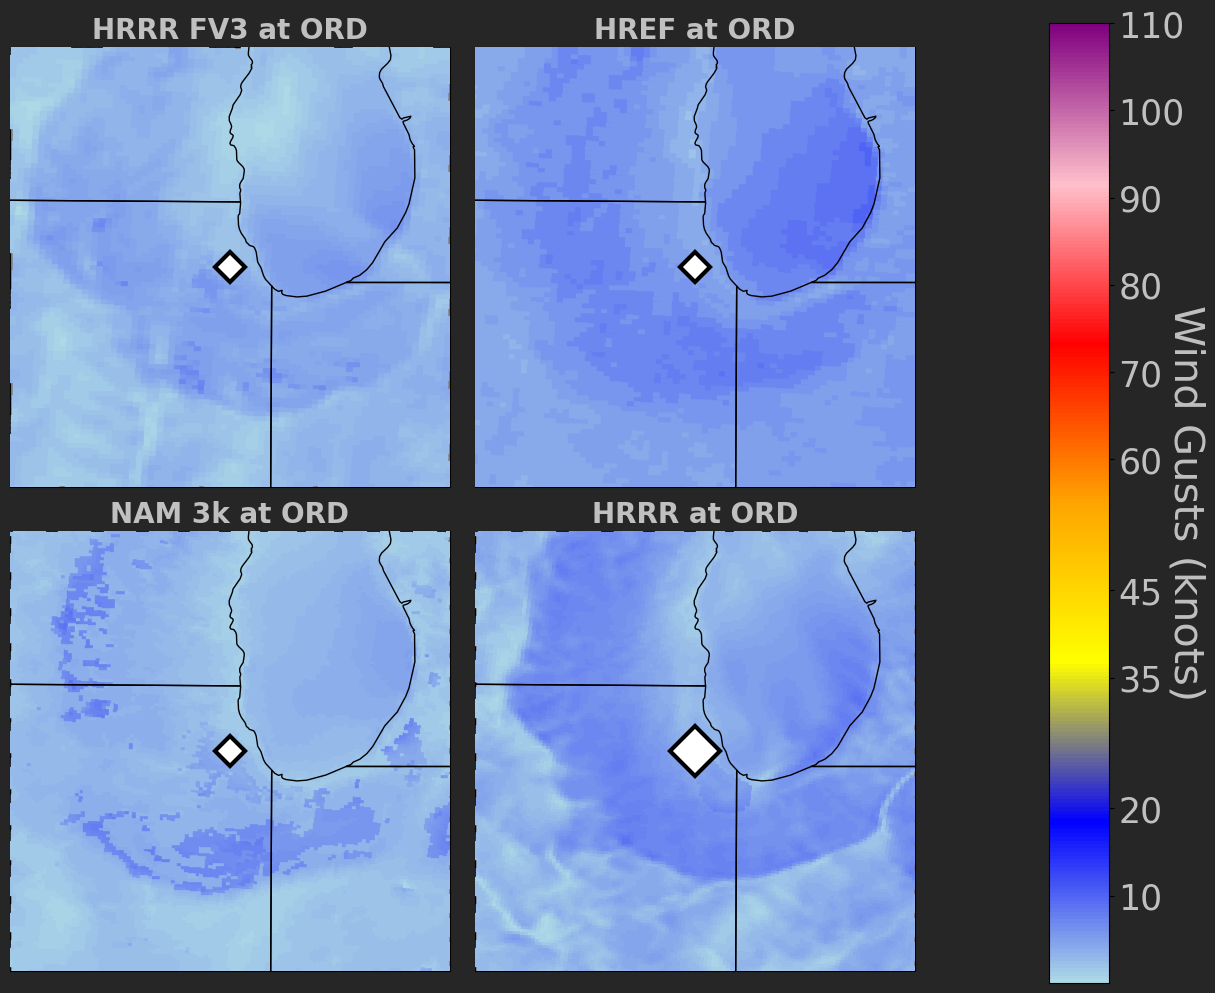 HRRR FV3 at ORD
HREF at ORD
NAM 3k at ORD
HRRR at ORD
110
100
90
80
70
60
45
35
20
10
Wind Gusts (knots)